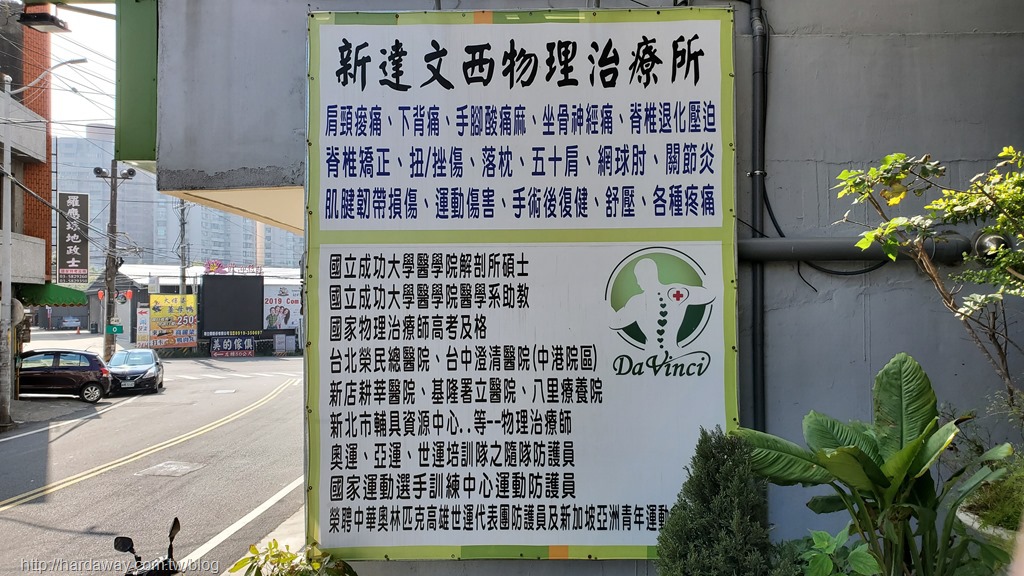 新達文西物理治療所
肩頸痠痛、下背痛、手腳酸痛麻、坐骨神經痛、脊椎退化壓迫
脊椎矯正、扭/挫傷、落枕、五十肩、網球肘、關節炎
肌腱韌帶損傷、運動傷害、手術後復健、舒壓、各種疼痛
國立成功大學醫學院解剖所碩士
國立成功大學醫學院醫學系助教
國家物理治療師高考及格
台北榮民總醫院、台中澄清醫院(中港院區)
新店耕莘醫院、基隆署立醫院、八里療養院
新北市輔具資源中心..等--物理治療師
奧運、亞運、世運培訓隊之隨隊防護員
國家運動選手訓練中心運動防護員
榮聘中華奧林匹克高雄世運代表團防護員及新加坡亞洲青年運動
DaVinci
羅應珍地政士
250
2019 Com
美的傢俱
http://hardaway.com.tw/blog